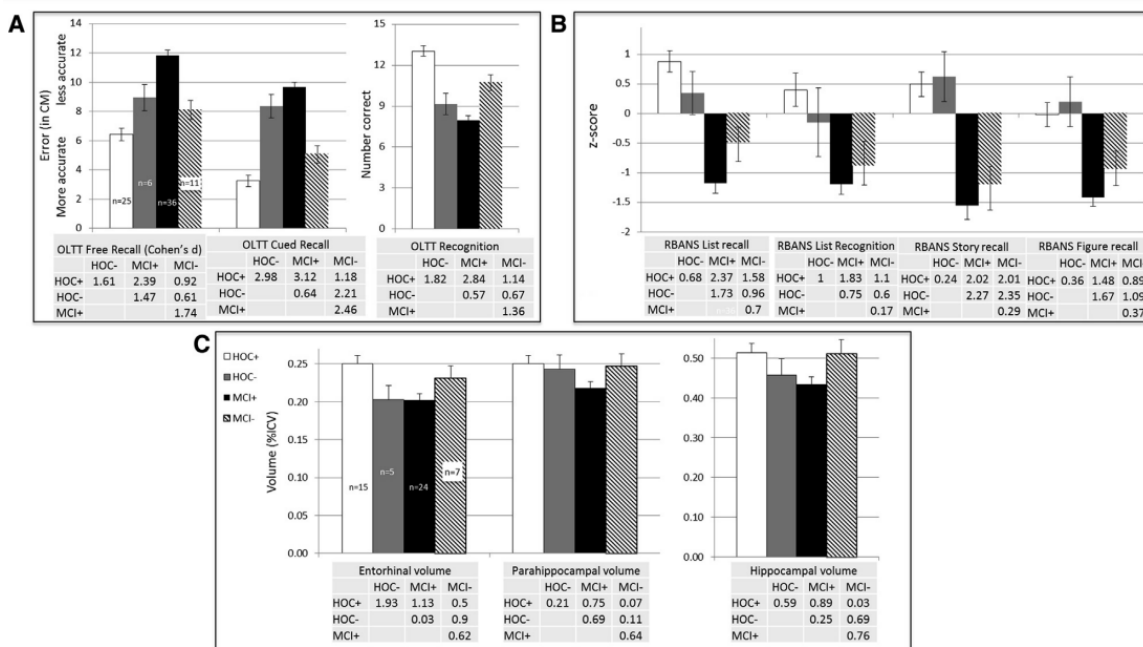 A
less accurate
Error (in CM)
More accurate
14
12
10
8
6
4
2
0
n=25
n=6
n=36
n=11
Number correct
15
12
9
6
3
0
OLTT Free Recall (Cohen's d)
HOC- MCI+ MCI-
HOC+ 1.61 2.39 0.92
HOC- 1.47 0.61
MCI+ 1.74
OLTT Cued Recall
HOC- MCI+ MCI-
2.98 3.12 1.18
0.64 2.21
2.46
OLTT Recognition
HOC- MCI+ MCI-
HOC+ 1.82 2.84 1.14
HOC- 0.57 0.67
MCI+ 1.36
B
z-score
1
0.5
0
-0.5
-1
-1.5
-2
RBANS List recall
HOC- MCI+ MCI-
HOC+ 0.68 2.37 1.58
HOC- 1.73 0.96
MCI+ 0.7
RBANS List Recognition
HOC- MCI+ MCI-
HOC+ 1 1.83 1.1
HOC- 0.75 0.6
MCI+ 0.17
RBANS Story recall
HOC- MCI+ MCI-
HOC+ 0.24 2.02 2.01
HOC- 2.27 2.35
MCI+ 0.29
RBANS Figure recall
HOC- MCI+ MCI-
HOC+ 0.36 1.48 0.89
HOC- 1.67 1.09
MCI+ 0.37
C
HOC+
HOC-
MCI+
MCI-
Volume (%ICV)
0.25
0.20
0.15
0.10
0.05
0.00
n=15
n=5
n=24
n=7
0.50
0.40
0.30
0.20
0.10
0.00
Entorhinal volume
HOC- MCI+ MCI-
HOC+ 1.93 1.13 0.5
HOC- 0.03 0.9
MCI+ 0.62
Parahippocampal volume
HOC- MCI+ MCI-
HOC+ 0.21 0.75 0.07
HOC- 0.69 0.11
MCI+ 0.64
Hippocampal volume
HOC- MCI+ MCI-
HOC+ 0.59 0.89 0.03
HOC- 0.25 0.69
MCI+ 0.76